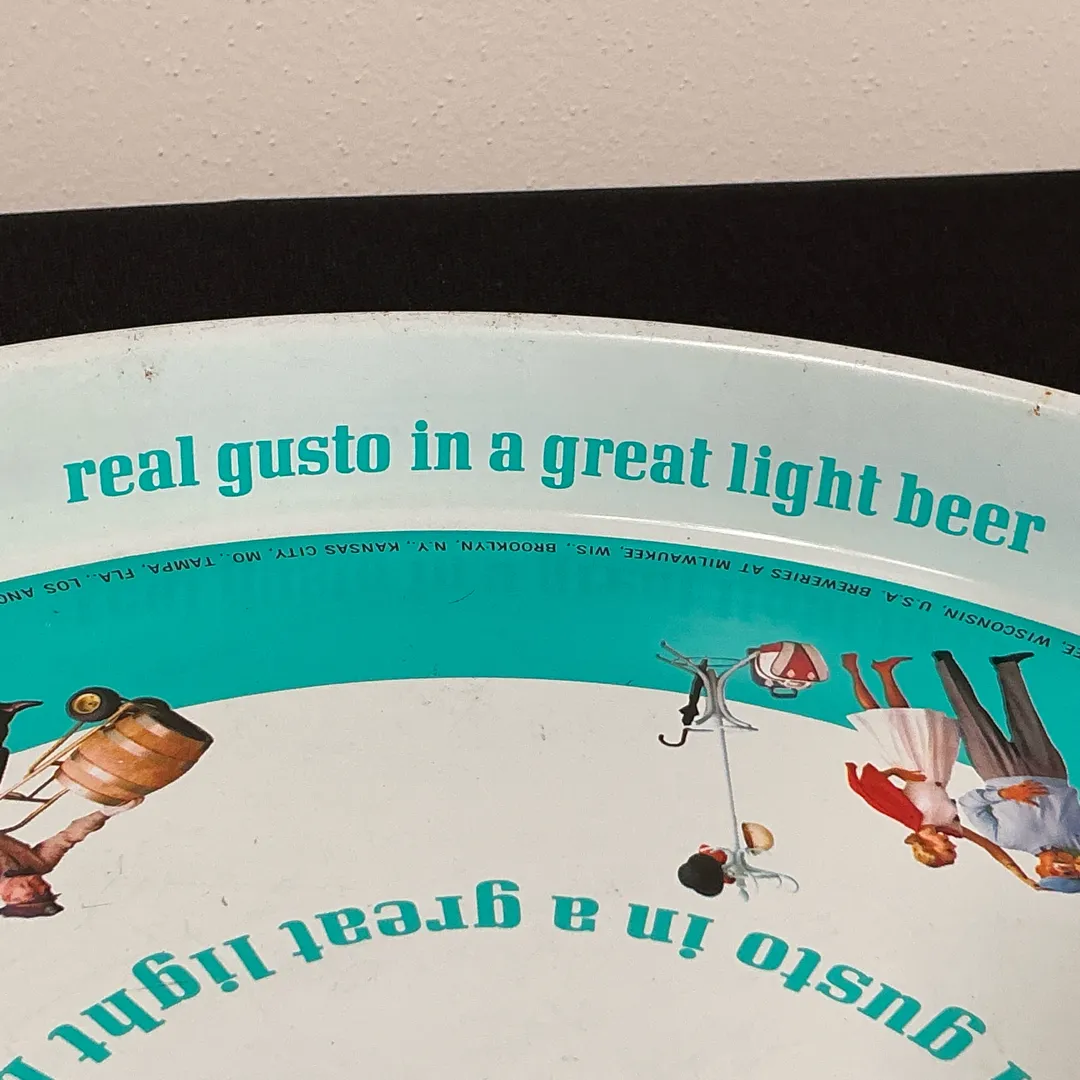 real gusto in a great light beer
WISCONSIN, U.S.A. BREWERIES AT MILWAUKEE, WIS., BROOKLYN, N.Y., KANSAS CITY, MO., TAMPA, FLA., LOS
gusto in a great light